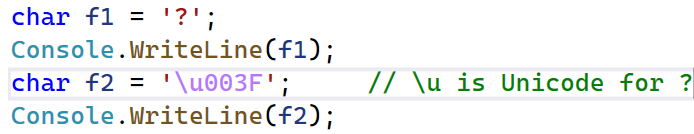 char f1 = '?';
Console.WriteLine(f1);
char f2 = '\u003F';     // \u is Unicode for ?
Console.WriteLine(f2);